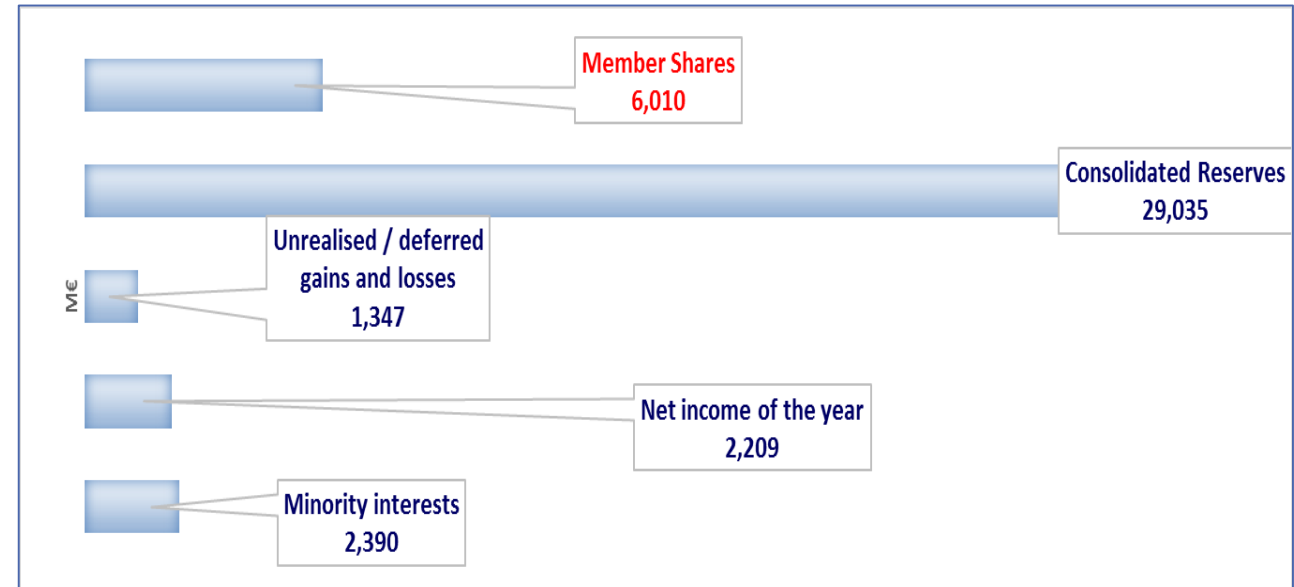 Member Shares
6,010
Consolidated Reserves
29,035
Unrealised / deferred
gains and losses
1,347
M€
Net income of the year
2,209
Minority interests
2,390